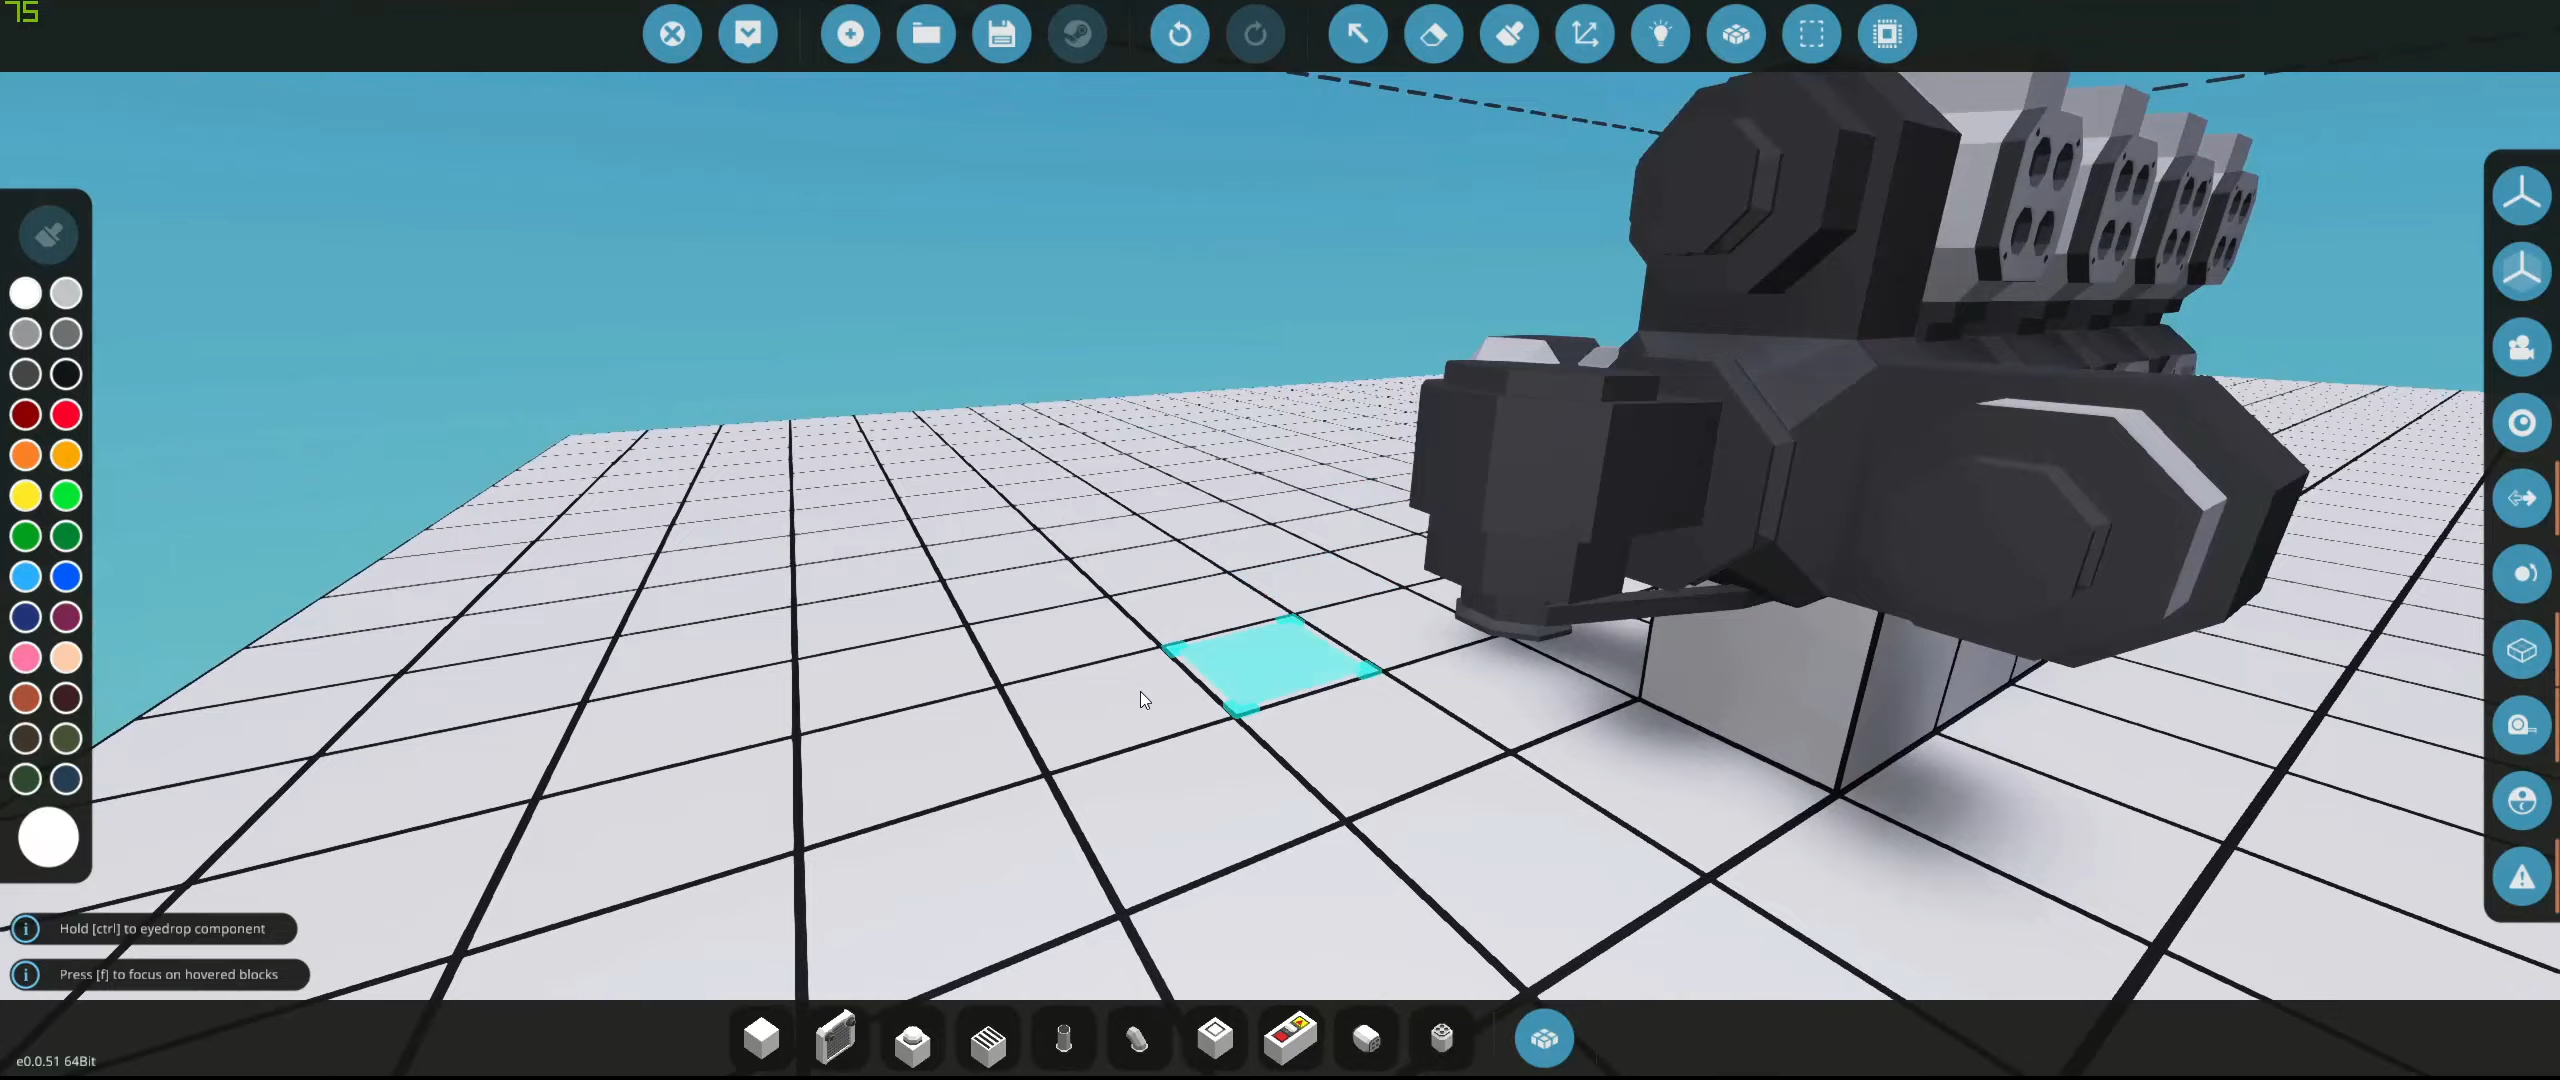 75
Hold [ctrl] to eyedrop component
Press [f] to focus on hovered blocks
e0.0.51 64Bit